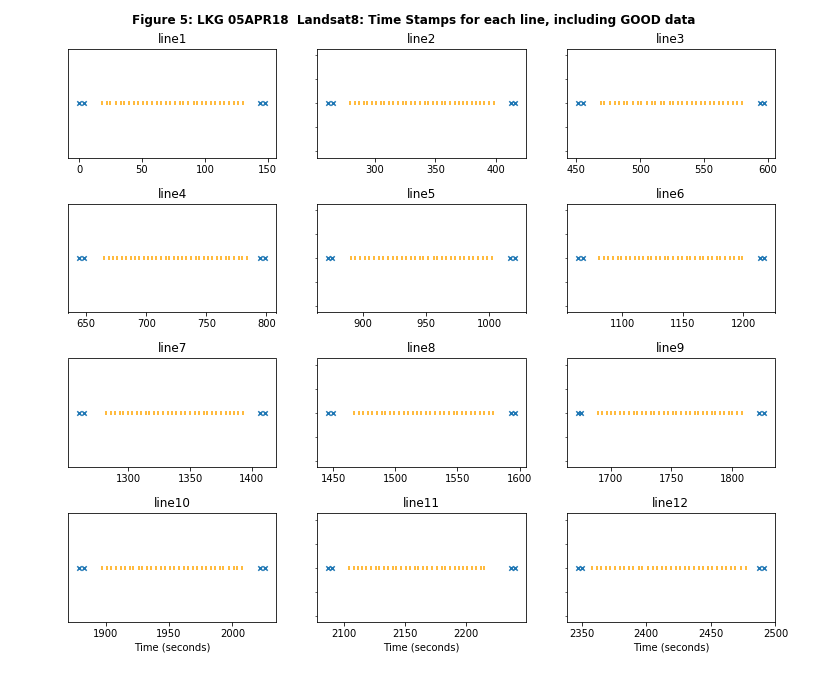 Figure 5: LKG 05APR18  Landsat8: Time Stamps for each line, including GOOD data
line1 line2 line3
0 50 100 150 300 350 400 450 500 550 600
line4 line5 line6
650 700 750 800 900 950 1000 1100 1150 1200
line7 line8 line9
1300 1350 1400 1450 1500 1550 1600 1700 1750 1800
line10 line11 line12
1900 1950 2000 2100 2150 2200 2350 2400 2450 2500
Time (seconds) Time (seconds) Time (seconds)